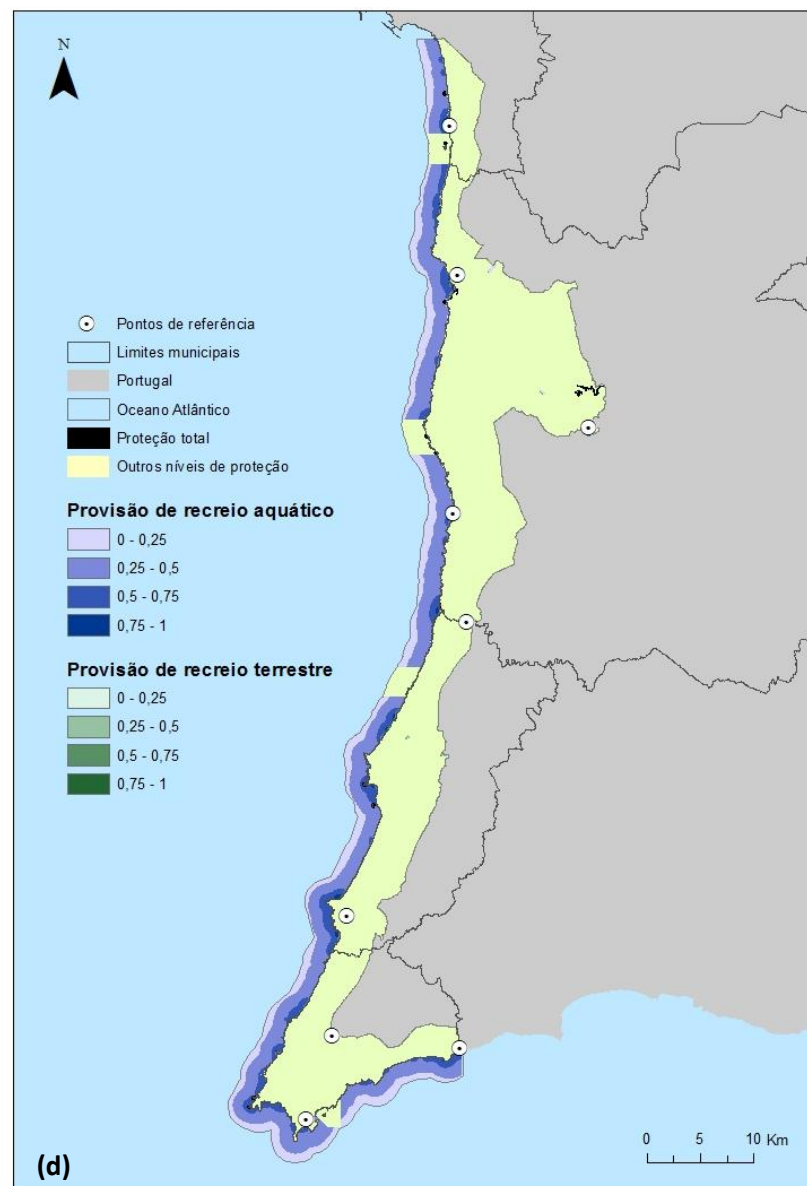 N
Pontos de referência
Limites municipais
Portugal
Oceano Atlântico
Proteção total
Outros níveis de proteção
Provisão de recreio aquático
0 - 0,25
0,25 - 0,5
0,5 - 0,75
0,75 - 1
Provisão de recreio terrestre
0 - 0,25
0,25 - 0,5
0,5 - 0,75
0,75 - 1
0 5 10 Km
(d)